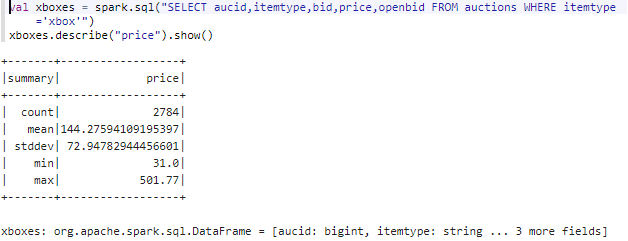 val xboxes = spark.sql("SELECT aucid,itemtype,bid,price,openbid FROM auctions WHERE itemtype
='xbox'")
xboxes.describe("price").show()
+-------+------------------+
|summary|             price|
+-------+------------------+
|  count|              2784|
|   mean|144.27594109195397|
| stddev| 72.94782944456601|
|    min|              31.0|
|    max|            501.77|
+-------+------------------+
xboxes: org.apache.spark.sql.DataFrame = [aucid: bigint, itemtype: string ... 3 more fields]